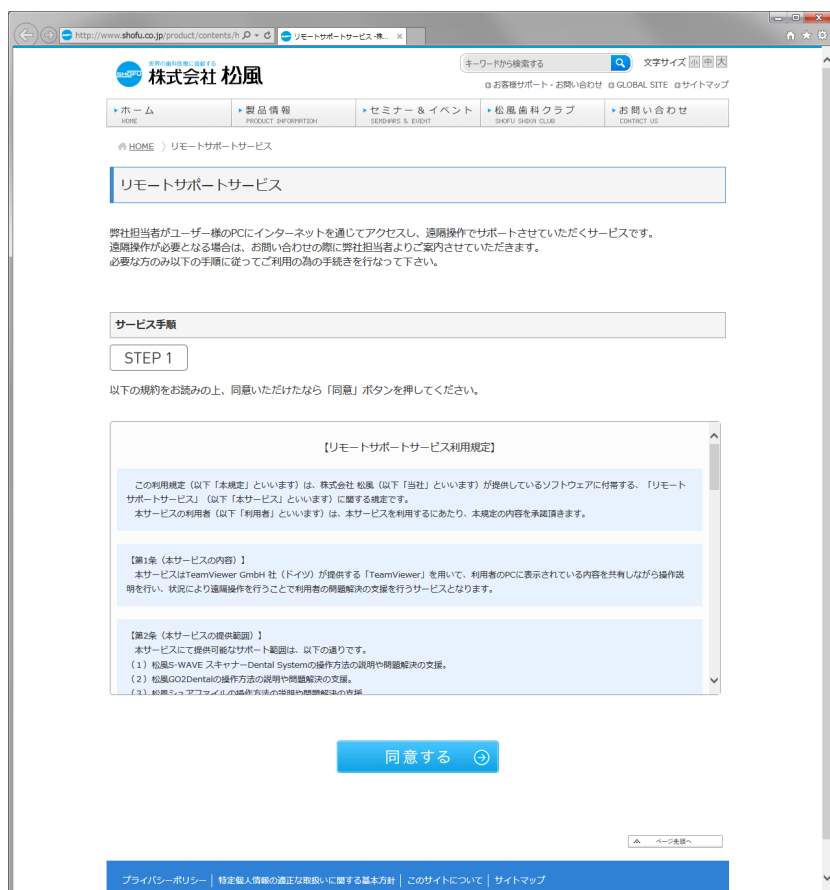 http://www.shofu.co.jp/product/contents/h
リモートサポートサービス -株...
世界の歯科医療に貢献する
SHOFU
株式会社 松風
キーワードから検索する
文字サイズ 小 中 大
お客様サポート・お問い合わせ GLOBAL SITE サイトマップ
ホーム 製品情報 セミナー & イベント 松風歯科クラブ お問い合わせ
HOME PRODUCT INFORMATION SEMINARS & EVENT SHOFU SHIKA CLUB CONTACT US
HOME 〉 リモートサポートサービス
リモートサポートサービス
弊社担当者がユーザー様のPCにインターネットを通じてアクセスし、遠隔操作でサポートさせていただくサービスです。
遠隔操作が必要となる場合は、お問い合わせの際に弊社担当者よりご案内させていただきます。
必要な方のみ以下の手順に従ってご利用の為の手続きを行なって下さい。
サービス手順
STEP 1
以下の規約をお読みの上、同意いただけたなら「同意」ボタンを押してください。
【リモートサポートサービス利用規定】
この利用規定（以下「本規定」といいます）は、株式会社 松風（以下「当社」といいます）が提供しているソフトウェアに付帯する、「リモート
サポートサービス」（以下「本サービス」といいます）に関する規定です。
本サービスの利用者（以下「利用者」といいます）は、本サービスを利用するにあたり、本規定の内容を承諾頂きます。
【第1条（本サービスの内容）】
本サービスはTeamViewer GmbH 社（ドイツ）が提供する「TeamViewer」を用いて、利用者のPCに表示されている内容を共有しながら操作説
明を行い、状況により遠隔操作を行うことで利用者の問題解決の支援を行うサービスとなります。
【第2条（本サービスの提供範囲）】
本サービスにて提供可能なサポート範囲は、以下の通りです。
（１）松風S-WAVE スキャナーDental Systemの操作方法の説明や問題解決の支援。
（２）松風GO2Dentalの操作方法の説明や問題解決の支援。
（３）松風シュアファイルの操作方法の説明や問題解決の支援
同意する
ページ先頭へ
プライバシーポリシー │ 特定個人情報の適正な取扱いに関する基本方針 │ このサイトについて │ サイトマップ